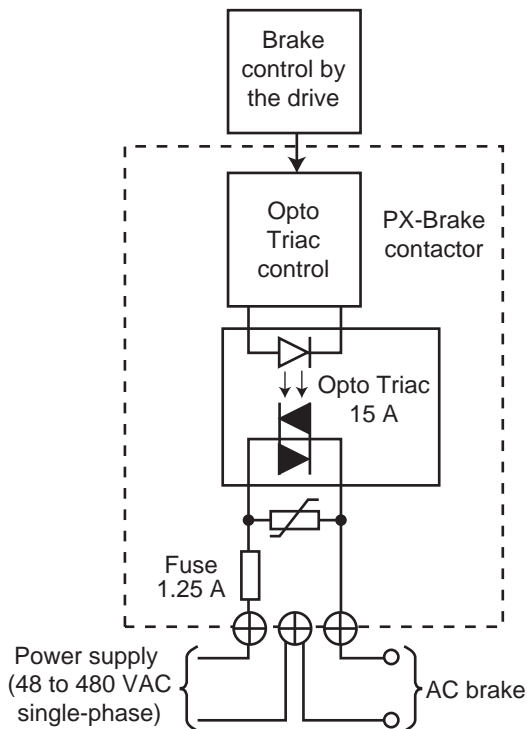 Brake
control by
the drive
Opto
Triac
control
PX-Brake
contactor
Opto Triac
15 A
Fuse
1.25 A
Power supply
(48 to 480 VAC
single-phase)
AC brake